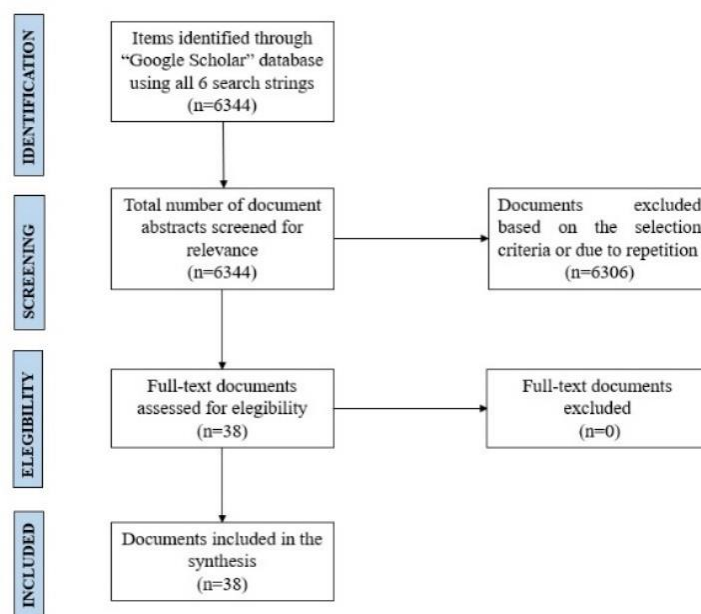 IDENTIFICATION
Items identified through
“Google Scholar” database
using all 6 search strings
(n=6344)
SCREENING
Total number of document
abstracts screened for
relevance
(n=6344)
Documents excluded
based on the selection
criteria or due to repetition
(n=6306)
ELEGIBILITY
Full-text documents
assessed for elegibility
(n=38)
Full-text documents
excluded
(n=0)
INCLUDED
Documents included in the
synthesis
(n=38)